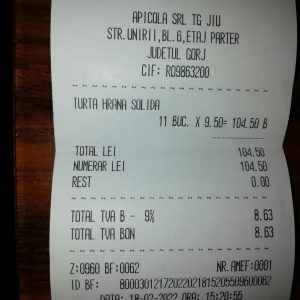 APICOLA SRL TG JIU
STR.UNIRII,BL.6,ETAJ PARTER
JUDETUL GORJ
CIF: RO9863200
TURTA HRANA SOLIDA
11 BUC. X 9.50= 104.50 B
TOTAL LEI 104.50
NUMERAR LEI 104.50
REST 0.00
TOTAL TVA B - 9% 8.63
TOTAL TVA BON 8.63
Z:0960 BF:0062 NR.AMEF:0001
ID BF: 8000301217202202181520550960062
DATA: 18-02-2022 ORA: 15:20:55